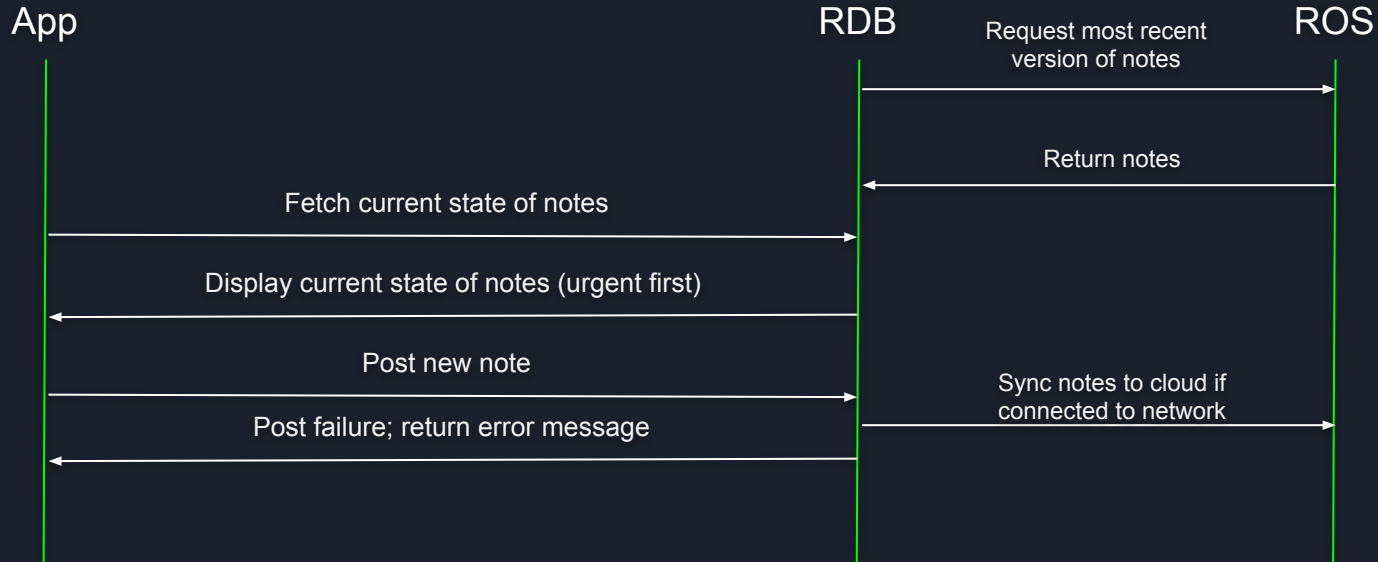 App
RDB
ROS
Request most recent
version of notes
Return notes
Fetch current state of notes
Display current state of notes (urgent first)
Post new note
Sync notes to cloud if
connected to network
Post failure; return error message